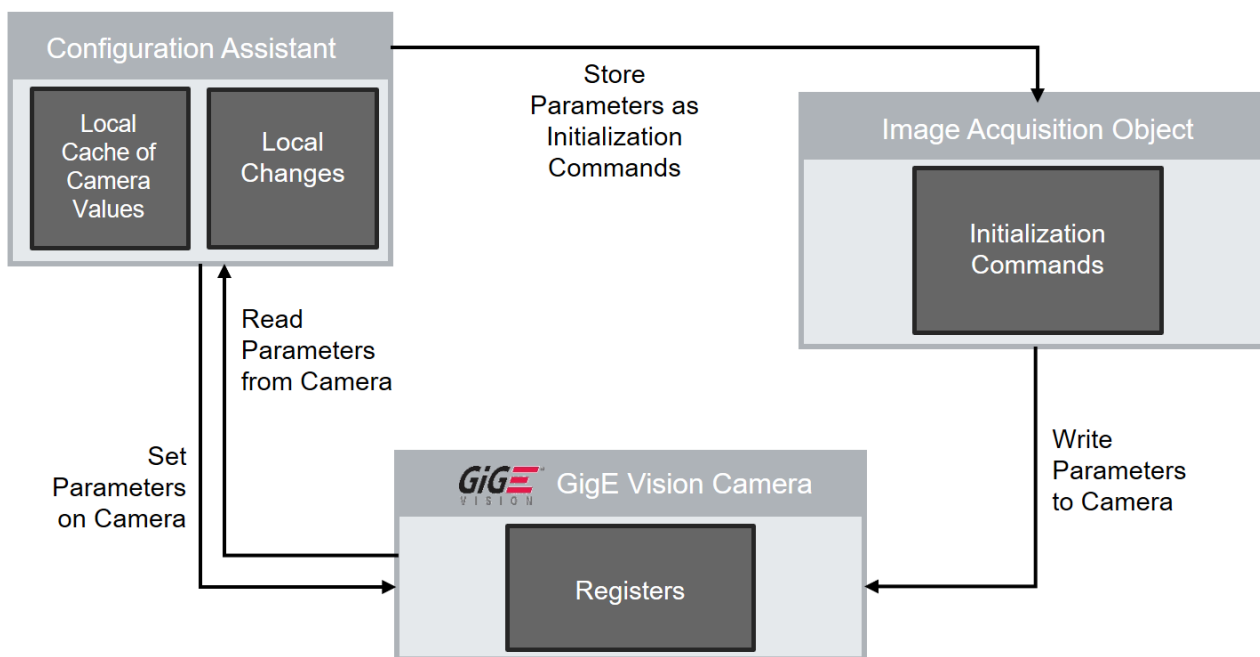 Configuration Assistant
Local
Cache of
Camera
Values
Local
Changes
Store
Parameters as
Initialization
Commands
Image Acquisition Object
Initialization
Commands
Read
Parameters
from Camera
Set
Parameters
on Camera
Write
Parameters
to Camera
GiGE
VISION
GigE Vision Camera
Registers